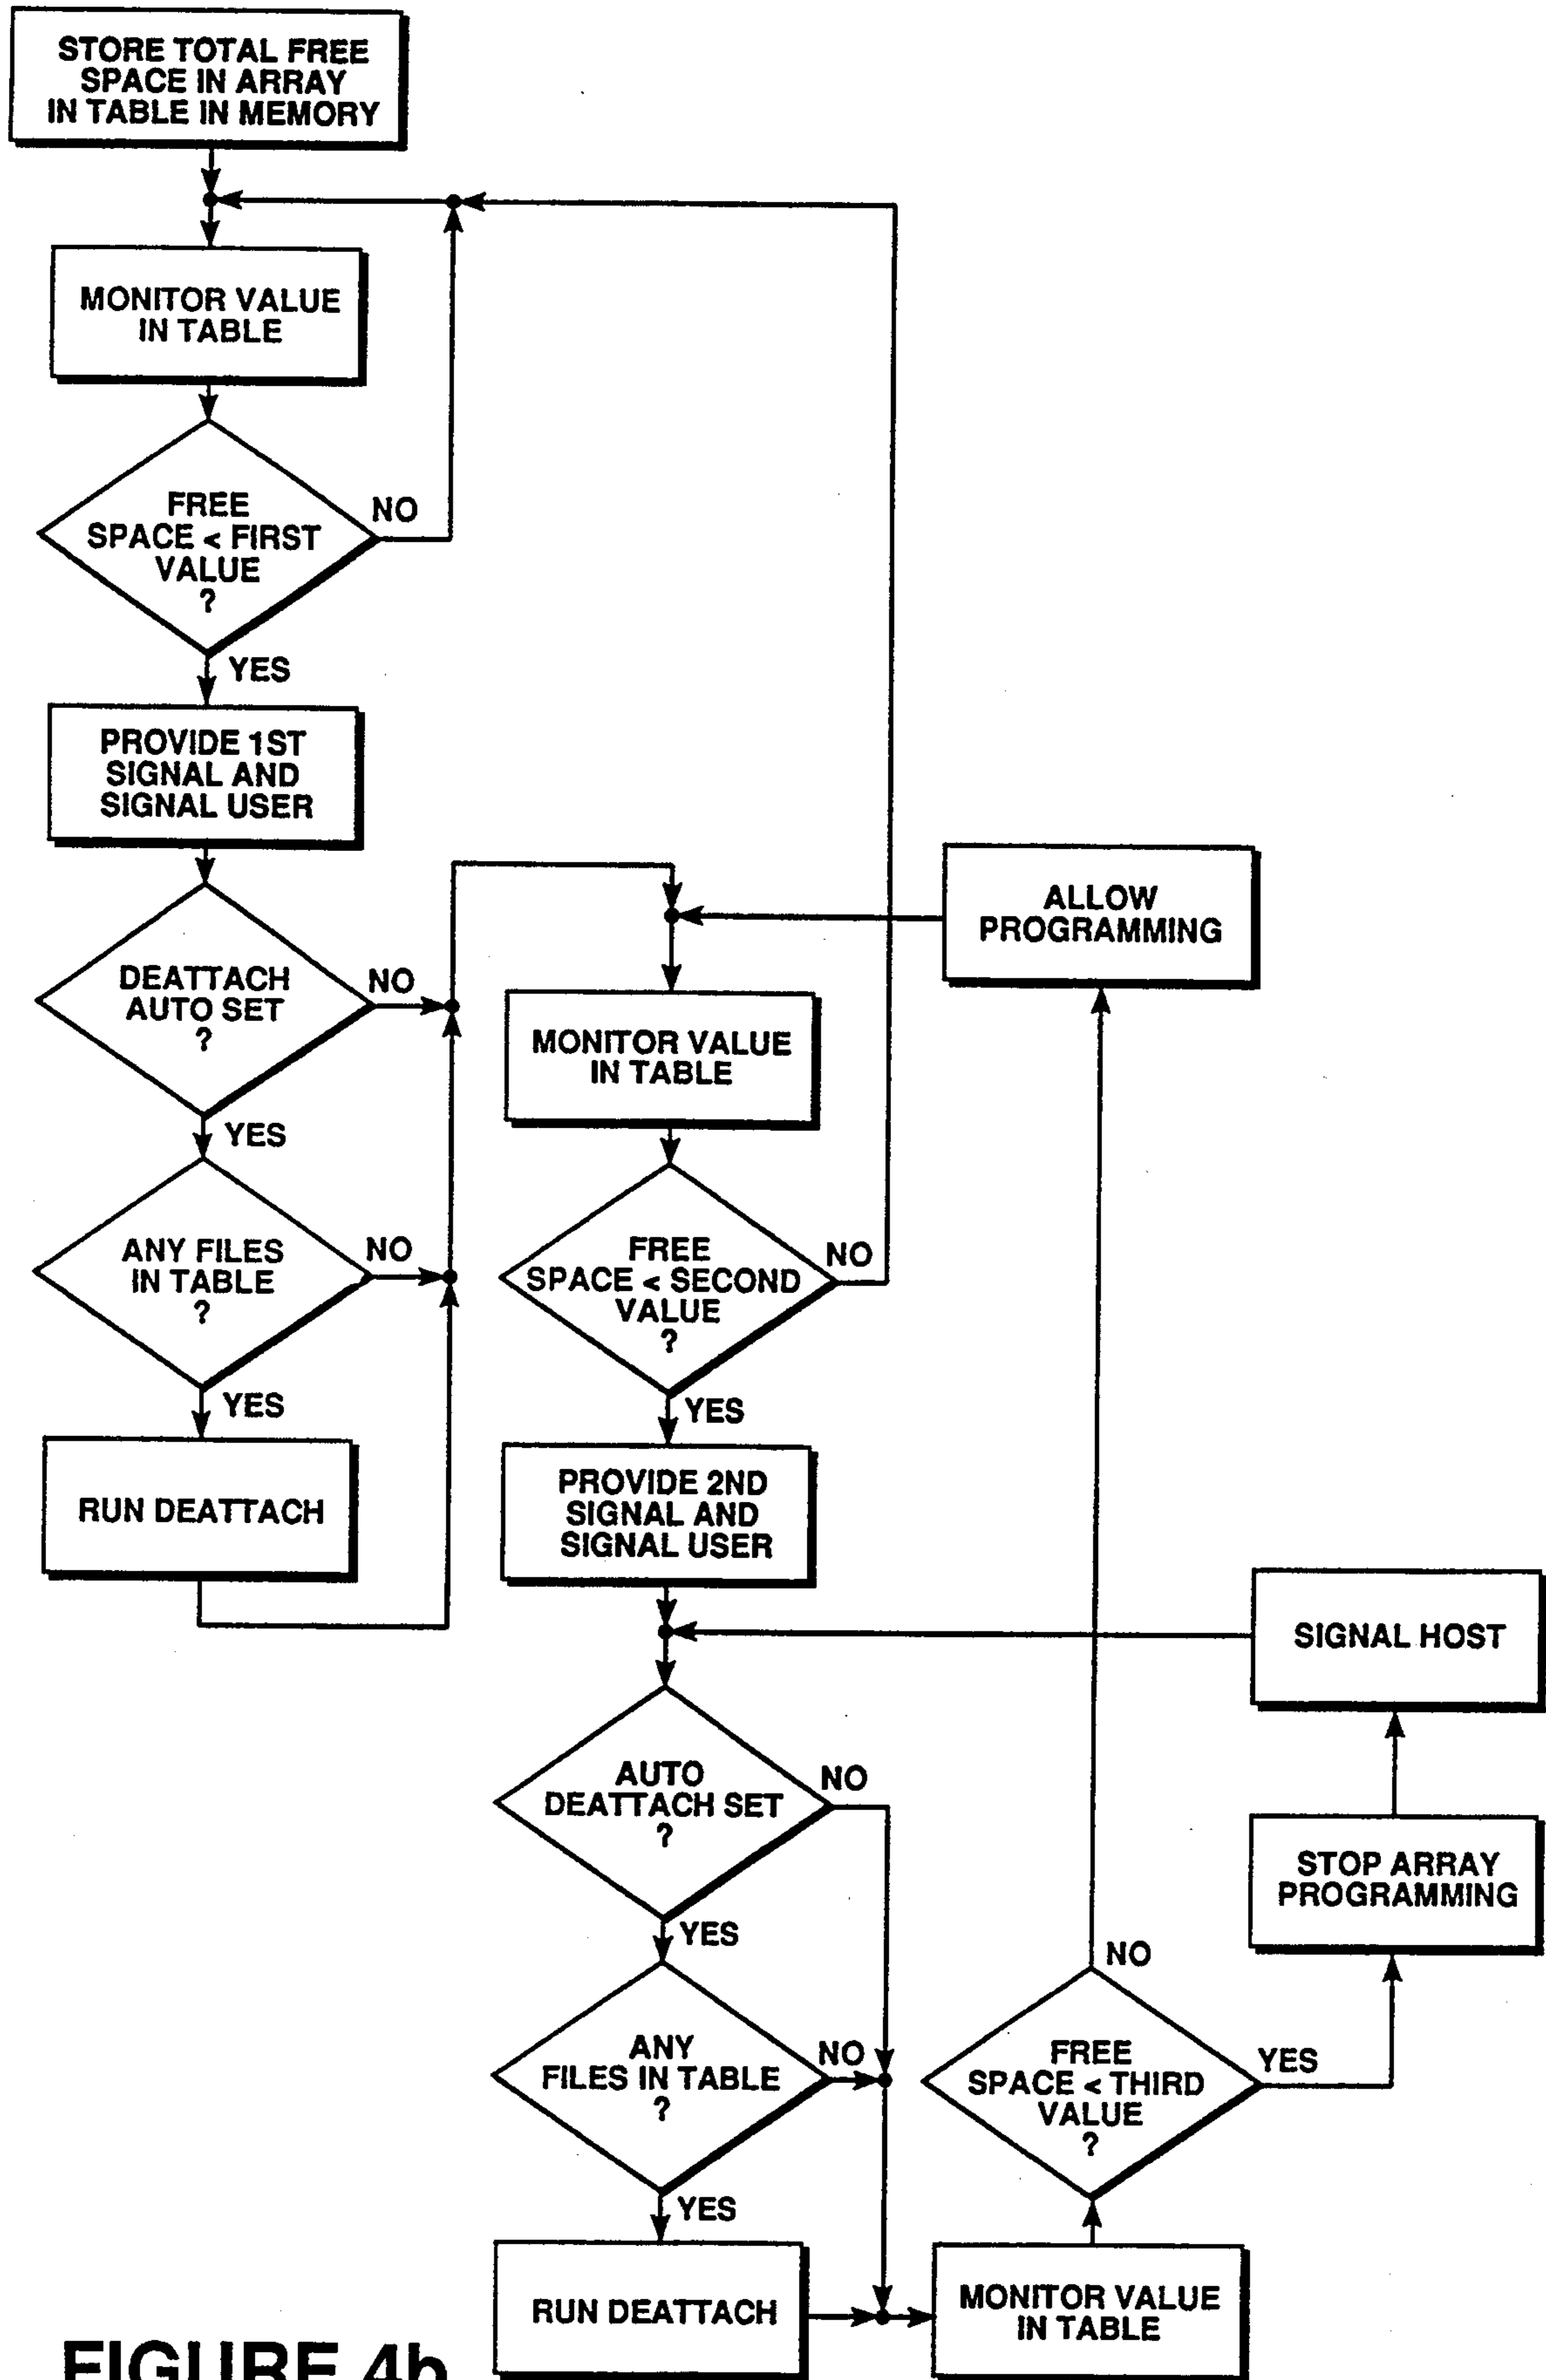 STORE TOTAL FREE
SPACE IN ARRAY
IN TABLE IN MEMORY
MONITOR VALUE
IN TABLE
FREE
SPACE < FIRST
VALUE
?
NO
YES
PROVIDE 1ST
SIGNAL AND
SIGNAL USER
DEATTACH
AUTO SET
?
NO
YES
ANY FILES
IN TABLE
?
NO
YES
RUN DEATTACH
ALLOW
PROGRAMMING
MONITOR VALUE
IN TABLE
FREE
SPACE < SECOND
VALUE
?
NO
YES
PROVIDE 2ND
SIGNAL AND
SIGNAL USER
AUTO
DEATTACH SET
?
NO
YES
ANY
FILES IN TABLE
?
NO
YES
RUN DEATTACH
MONITOR VALUE
IN TABLE
FREE
SPACE < THIRD
VALUE
?
NO
YES
STOP ARRAY
PROGRAMMING
SIGNAL HOST
FIGURE 4b